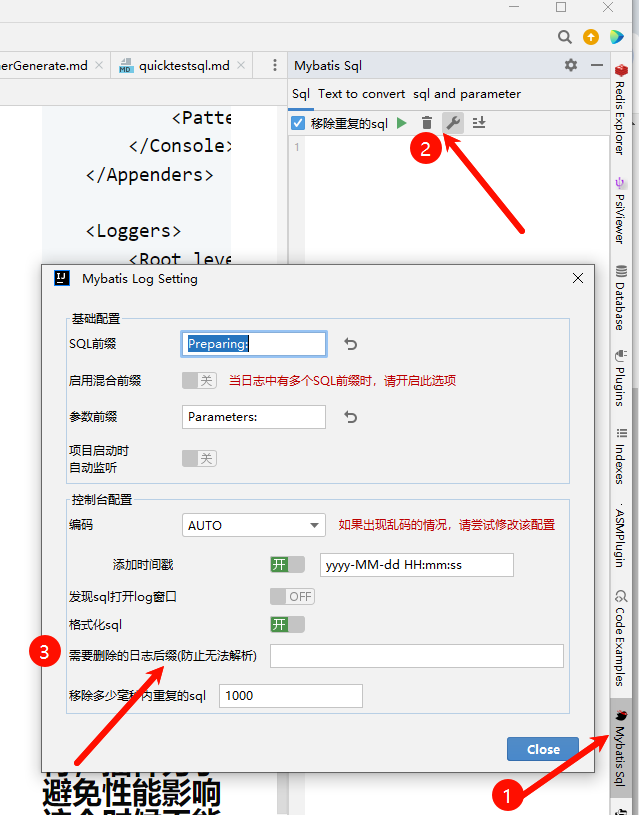 nerGenerate.md
quicktestsql.md
Mybatis Sql
Sql Text to convert sql and parameter
移除重复的sql
2
1
<Patte
</Console>
</Appenders>
<Loggers>
<Root leve
Mybatis Log Setting
基础配置
SQL前缀 Preparing:
启用混合前缀 关 当日志中有多个SQL前缀时，请开启此选项
参数前缀 Parameters:
项目启动时
自动监听 关
控制台配置
编码 AUTO 如果出现乱码的情况，请尝试修改该配置
添加时间戳 开 yyyy-MM-dd HH:mm:ss
发现sql打开log窗口 OFF
格式化sql 开
3 需要删除的日志后缀(防止无法解析)
移除多少毫秒内重复的sql 1000
Close
1
避免性能影响
Redis Explorer
PsiViewer
Database
Plugins
Indexes
ASMPlugin
Code Examples
Mybatis Sql